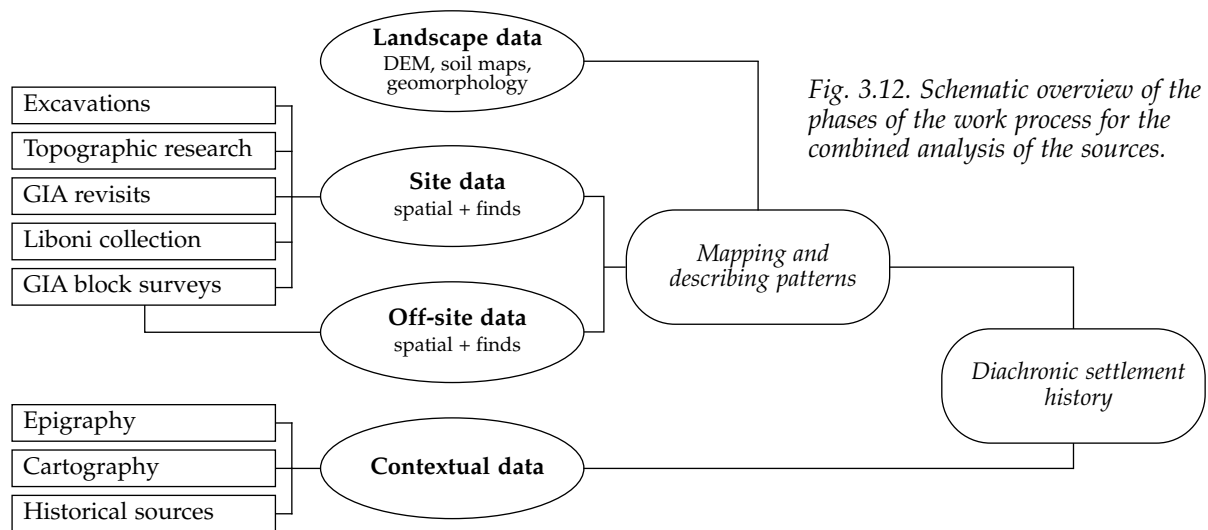 Landscape data
DEM, soil maps,
geomorphology
Fig. 3.12. Schematic overview of the
phases of the work process for the
combined analysis of the sources.
Excavations
Topographic research
GIA revisits
Liboni collection
GIA block surveys
Site data
spatial + finds
Off-site data
spatial + finds
Mapping and
describing patterns
Diachronic settlement
history
Epigraphy
Cartography
Historical sources
Contextual data